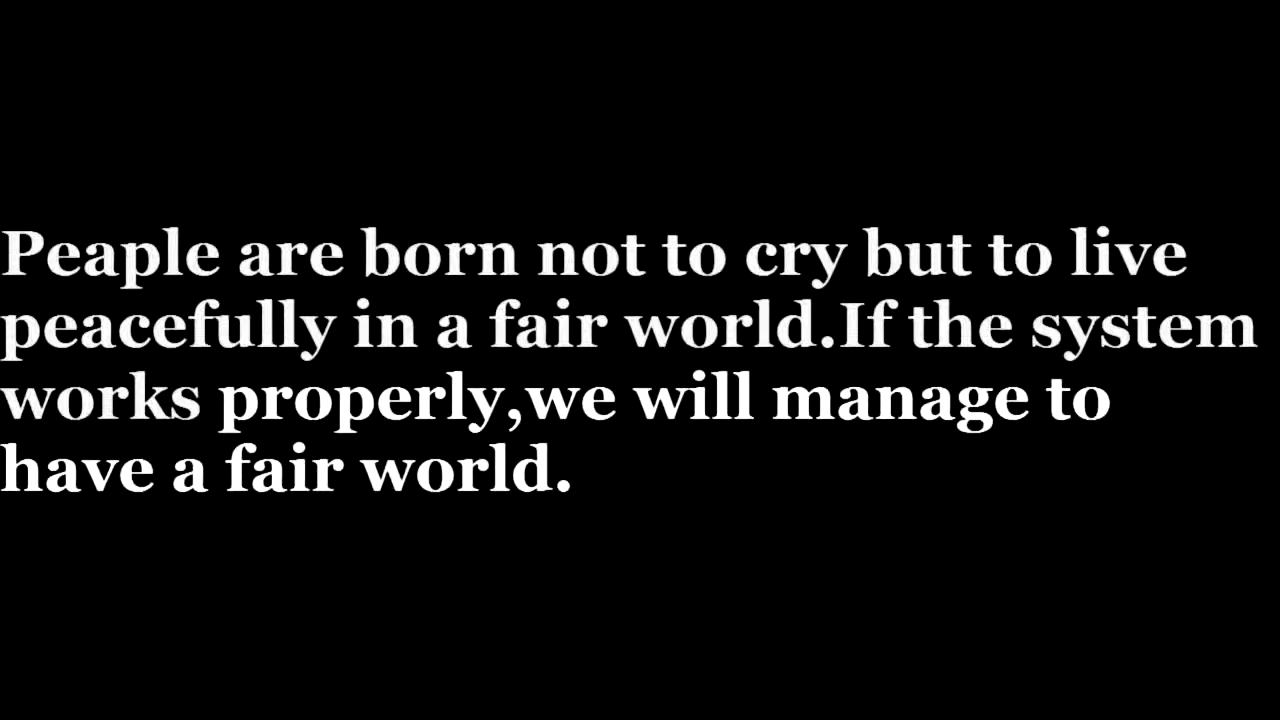 Peaple are born not to cry but to live
peacefully in a fair world.If the system
works properly,we will manage to
have a fair world.